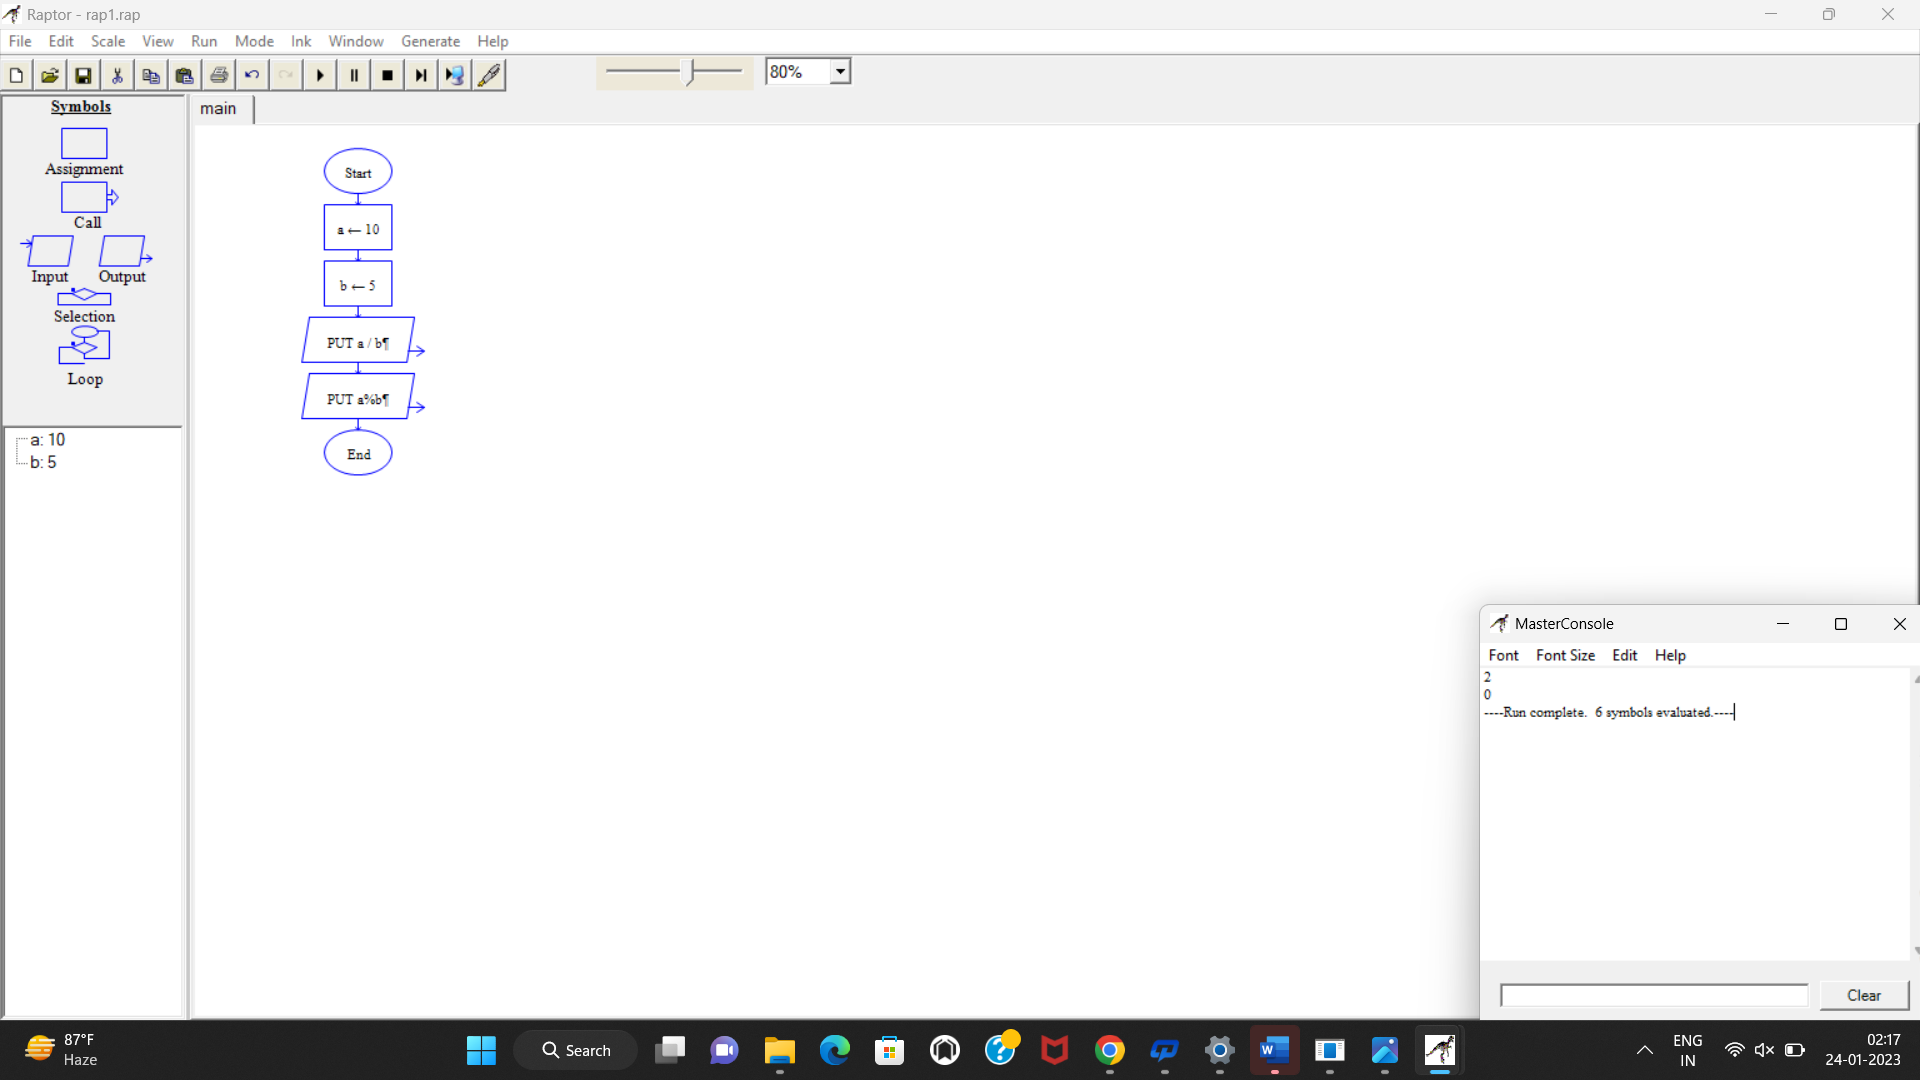 Raptor - rap1.rap
File Edit Scale View Run Mode Ink Window Generate Help
80%
Symbols
Assignment
Call
Input Output
Selection
Loop
a: 10
b: 5
main
Start
a ← 10
b ← 5
PUT a / b¶
PUT a%b¶
End
MasterConsole
Font Font Size Edit Help
2
0
----Run complete. 6 symbols evaluated.----
Clear
87°F
Haze
Search
ENG
IN
02:17
24-01-2023